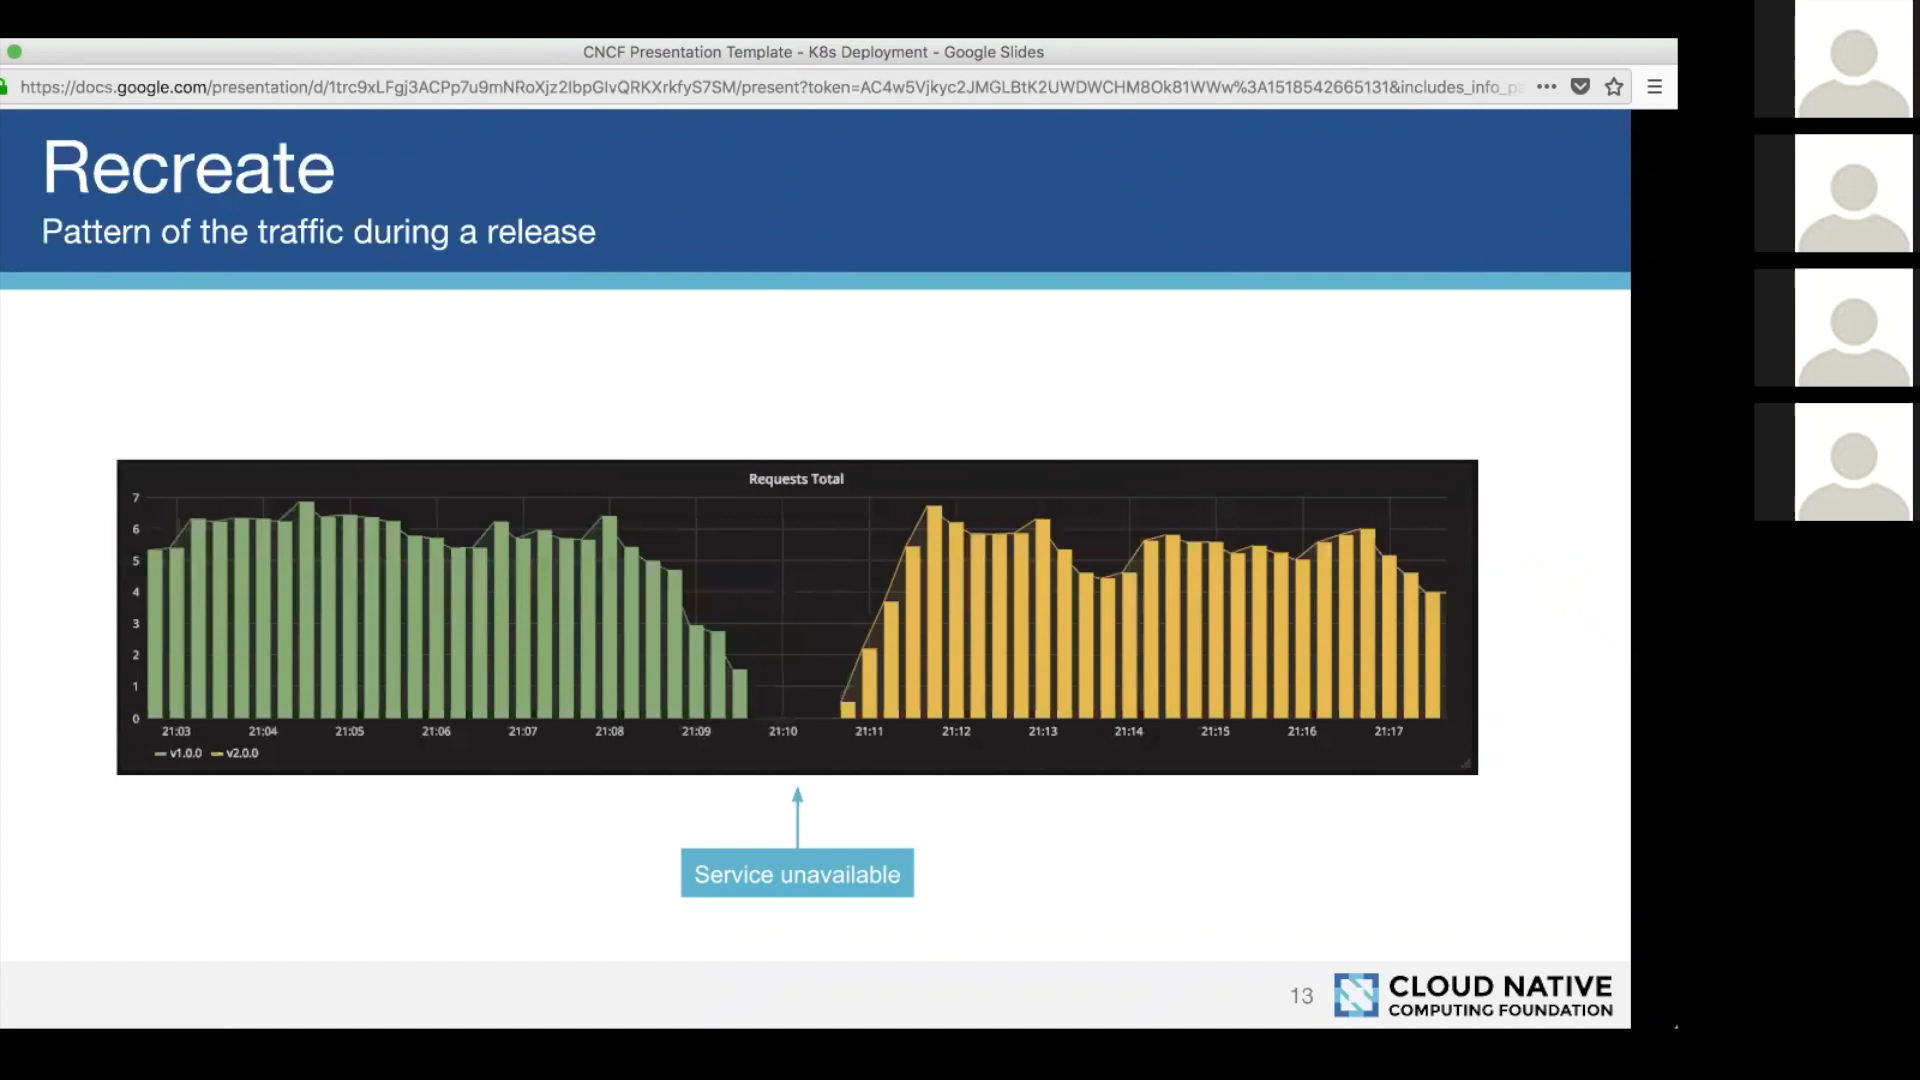 CNCF Presentation Template - K8s Deployment - Google Slides
https://docs.google.com/presentation/d/1trc9xLFgj3ACPp7u9mNRoXjz2IbpGIvQRKXrkfyS7SM/present?token=AC4w5Vjkyc2JMGLBtK2UWDWCHM8Ok81WWw%3A1518542665131&includes_info_p
Recreate
Pattern of the traffic during a release
Requests Total
7
6
5
4
3
2
1
0
21:03 21:04 21:05 21:06 21:07 21:08 21:09 21:10 21:11 21:12 21:13 21:14 21:15 21:16 21:17
v1.0.0 v2.0.0
Service unavailable
13
CLOUD NATIVE
COMPUTING FOUNDATION